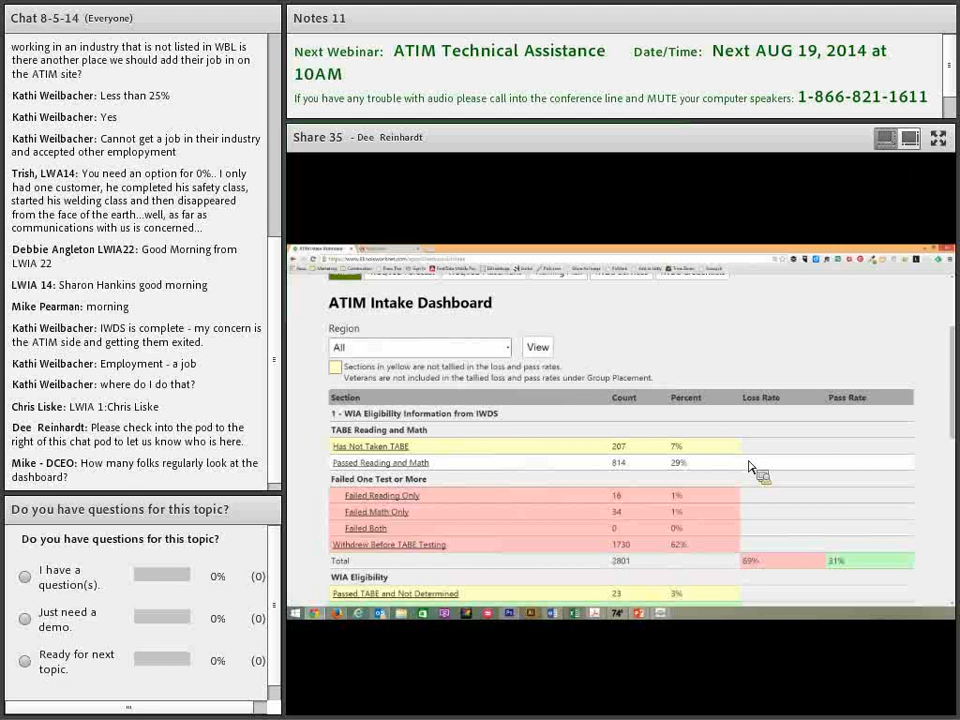 Chat 8-5-14 (Everyone)
working in an industry that is not listed in WBL is
there another place we should add their job in on
the ATIM site?
Kathi Weilbacher: Less than 25%
Kathi Weilbacher: Yes
Kathi Weilbacher: Cannot get a job in their industry
and accepted other emplopyment
Trish, LWA14: You need an option for 0%.. I only
had one customer, he completed his safety class,
started his welding class and then disappeared
from the face of the earth...well, as far as
communications with us is concerned...
Debbie Angleton LWIA22: Good Morning from
LWIA 22
LWIA 14: Sharon Hankins good morning
Mike Pearman: morning
Kathi Weilbacher: IWDS is complete - my concern is
the ATIM side and getting them exited.
Kathi Weilbacher: Employment - a job
Kathi Weilbacher: where do I do that?
Chris Liske: LWIA 1:Chris Liske
Dee Reinhardt: Please check into the pod to the
right of this chat pod to let us know who is here.
Mike - DCEO: How many folks regularly look at the
dashboard?
Do you have questions for this topic?
Do you have questions for this topic?
I have a
question(s). 0% (0)
Just need a
demo. 0% (0)
Ready for next
topic. 0% (0)
Notes 11
Next Webinar: ATIM Technical Assistance Date/Time: Next AUG 19, 2014 at
10AM
If you have any trouble with audio please call into the conference line and MUTE your computer speakers: 1-866-821-1611
Share 35 - Dee Reinhardt
ATIM Intake Dashboard
Region
All View
Sections in yellow are not tallied in the loss and pass rates.
Veterans are not included in the tallied loss and pass rates under Group Placement.
Section Count Percent Loss Rate Pass Rate
1 - WIA Eligibility Information from IWDS
TABE Reading and Math
Has Not Taken TABE 207 7%
Passed Reading and Math 814 29%
Failed One Test or More
Failed Reading Only 16 1%
Failed Math Only 34 1%
Failed Both 0 0%
Withdrew Before TABE Testing 1730 62%
Total 2801 69% 31%
WIA Eligibility
Passed TABE and Not Determined 23 3%
74°